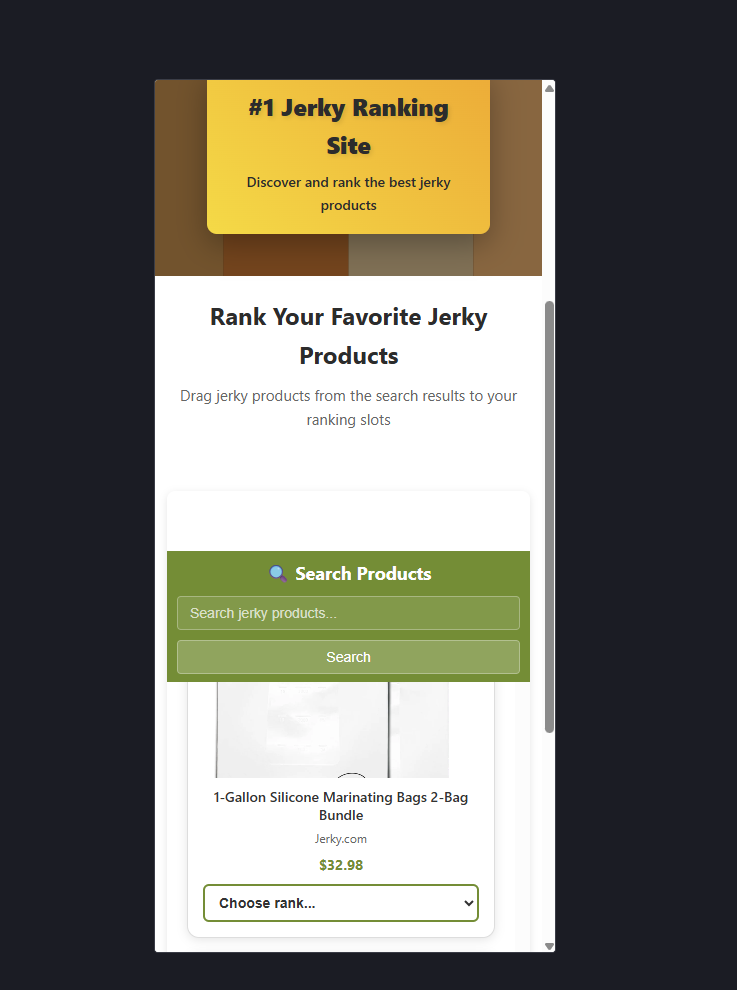 #1 Jerky Ranking
Site
Discover and rank the best jerky
products
Rank Your Favorite Jerky
Products
Drag jerky products from the search results to your
ranking slots
Search Products
Search jerky products...
Search
1-Gallon Silicone Marinating Bags 2-Bag
Bundle
Jerky.com
$32.98
Choose rank...